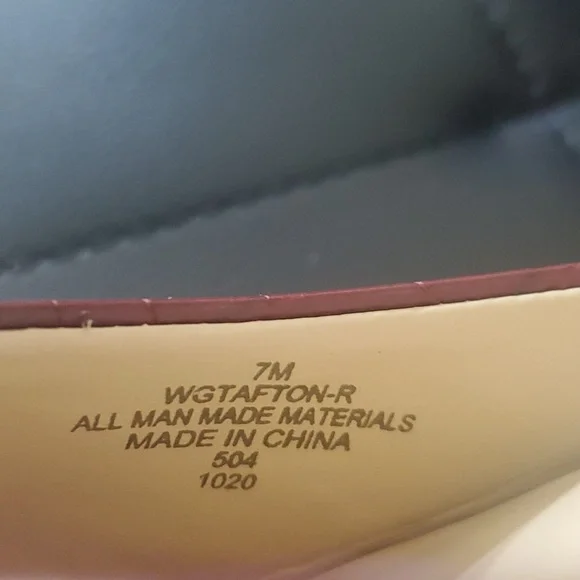 7M
WGTAFTON-R
ALL MAN MADE MATERIALS
MADE IN CHINA
504
1020